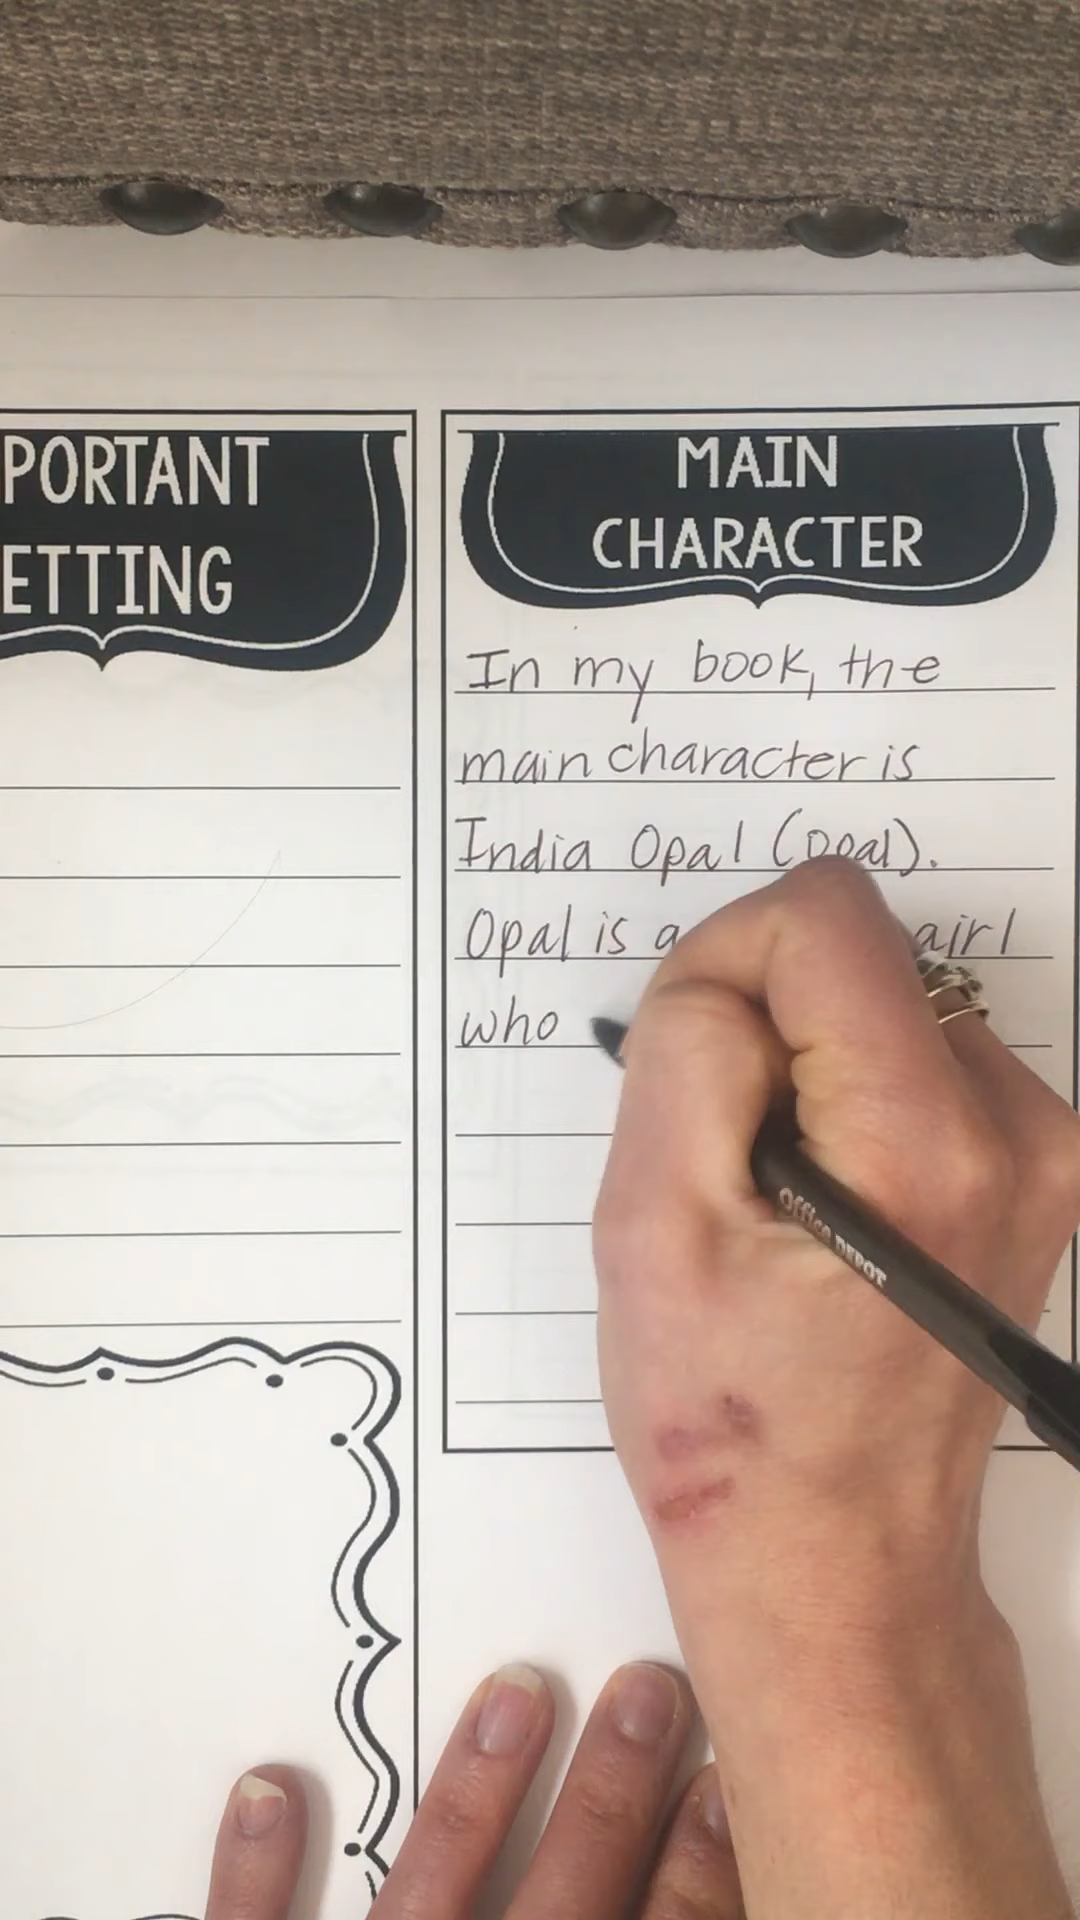 PORTANT
ETTING
MAIN
CHARACTER
In my book, the
main character is
India Opal (Opal).
Opal is a girl
who
Office DEPOT